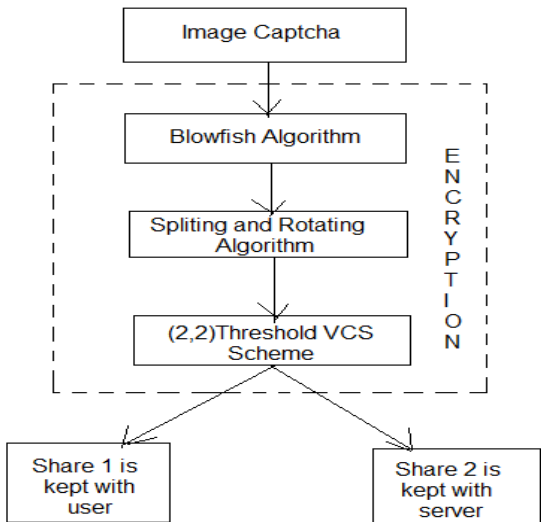 Image Captcha
Blowfish Algorithm
Spliting and Rotating
Algorithm
(2,2)Threshold VCS
Scheme
ENCRYPTION
Share 1 is
kept with
user
Share 2 is
kept with
server